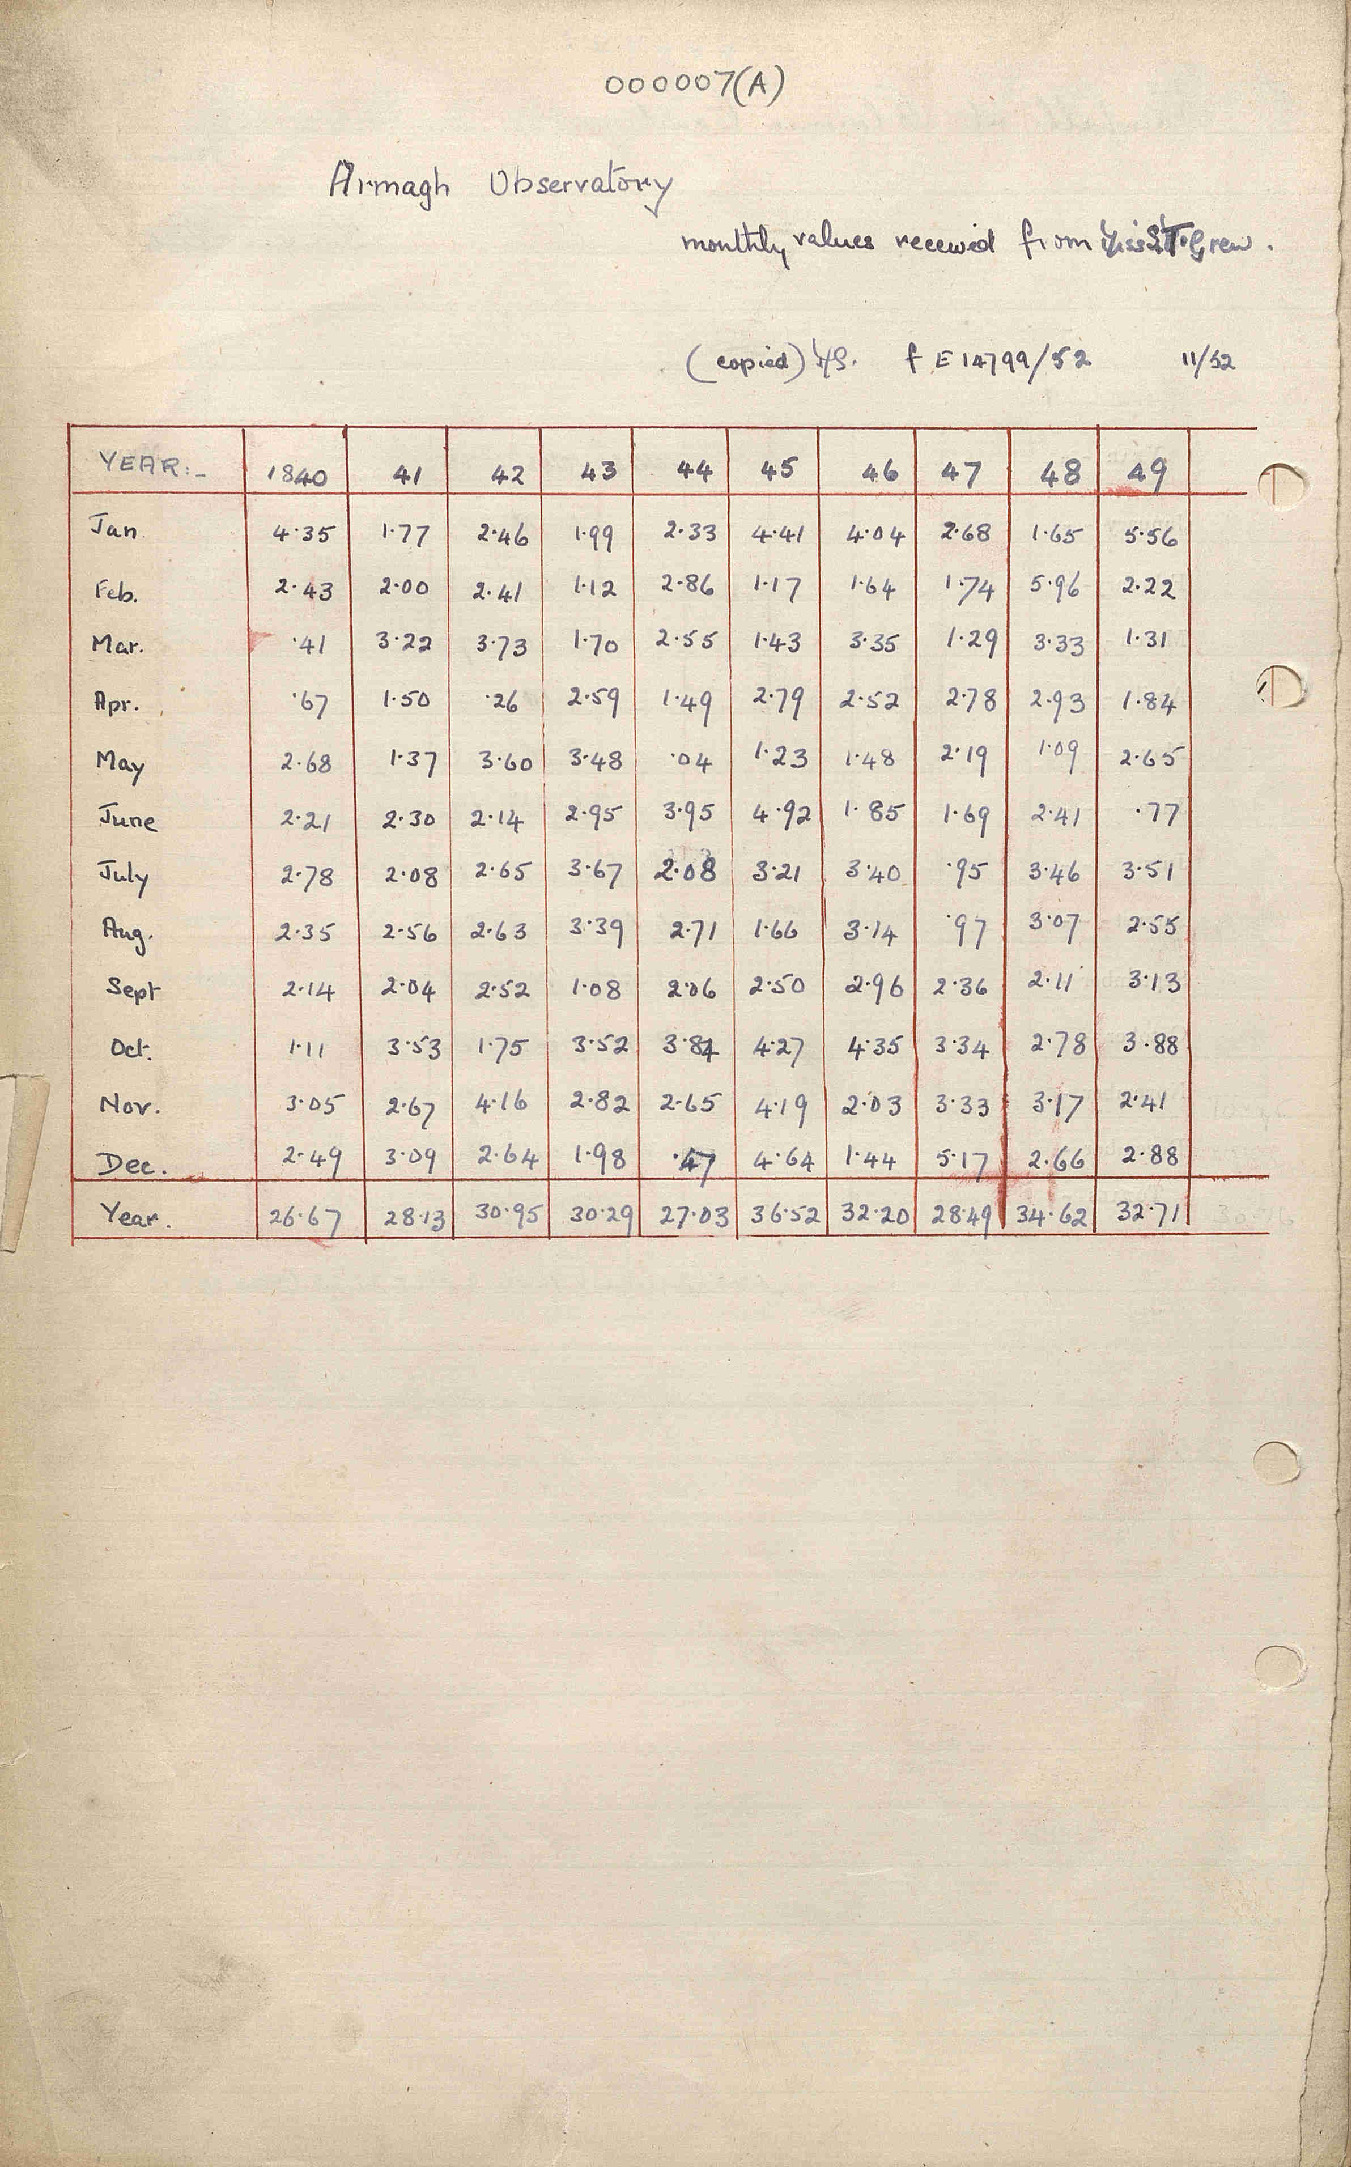 000007(A)
Armagh Observatory
monthly values received from Miss Grew.
(copied) f E 14799/52 11/52
YEAR:- 1840 41 42 43 44 45 46 47 48 49
Jan 4·35 1·77 2·46 1·99 2·33 4·41 4·04 2·68 1·65 5·56
Feb. 2·43 2·00 2·41 1·12 2·86 1·17 1·64 1·74 5·96 2·22
Mar. ·41 3·22 3·73 1·70 2·55 1·43 3·35 1·29 3·33 1·31
Apr. ·67 1·50 ·26 2·59 1·49 2·79 2·52 2·78 2·93 1·84
May 2·68 1·37 3·60 3·48 ·04 1·23 1·48 2·19 1·09 2·65
June 2·21 2·30 2·14 2·95 3·95 4·92 1·85 1·69 2·41 ·77
July 2·78 2·08 2·65 3·67 2·08 3·21 3·40 ·95 3·46 3·51
Aug. 2·35 2·56 2·63 3·39 2·71 1·66 3·14 ·97 3·07 2·55
Sept 2·14 2·04 2·52 1·08 2·06 2·50 2·96 2·36 2·11 3·13
Oct. 1·11 3·53 1·75 3·52 3·84 4·27 4·35 3·34 2·78 3·88
Nov. 3·05 2·67 4·16 2·82 2·65 4·19 2·03 3·33 3·17 2·41
Dec. 2·49 3·09 2·64 1·98 ·47 4·64 1·44 5·17 2·66 2·88
Year. 26·67 28·13 30·95 30·29 27·03 36·52 32·20 28·49 34·62 32·71